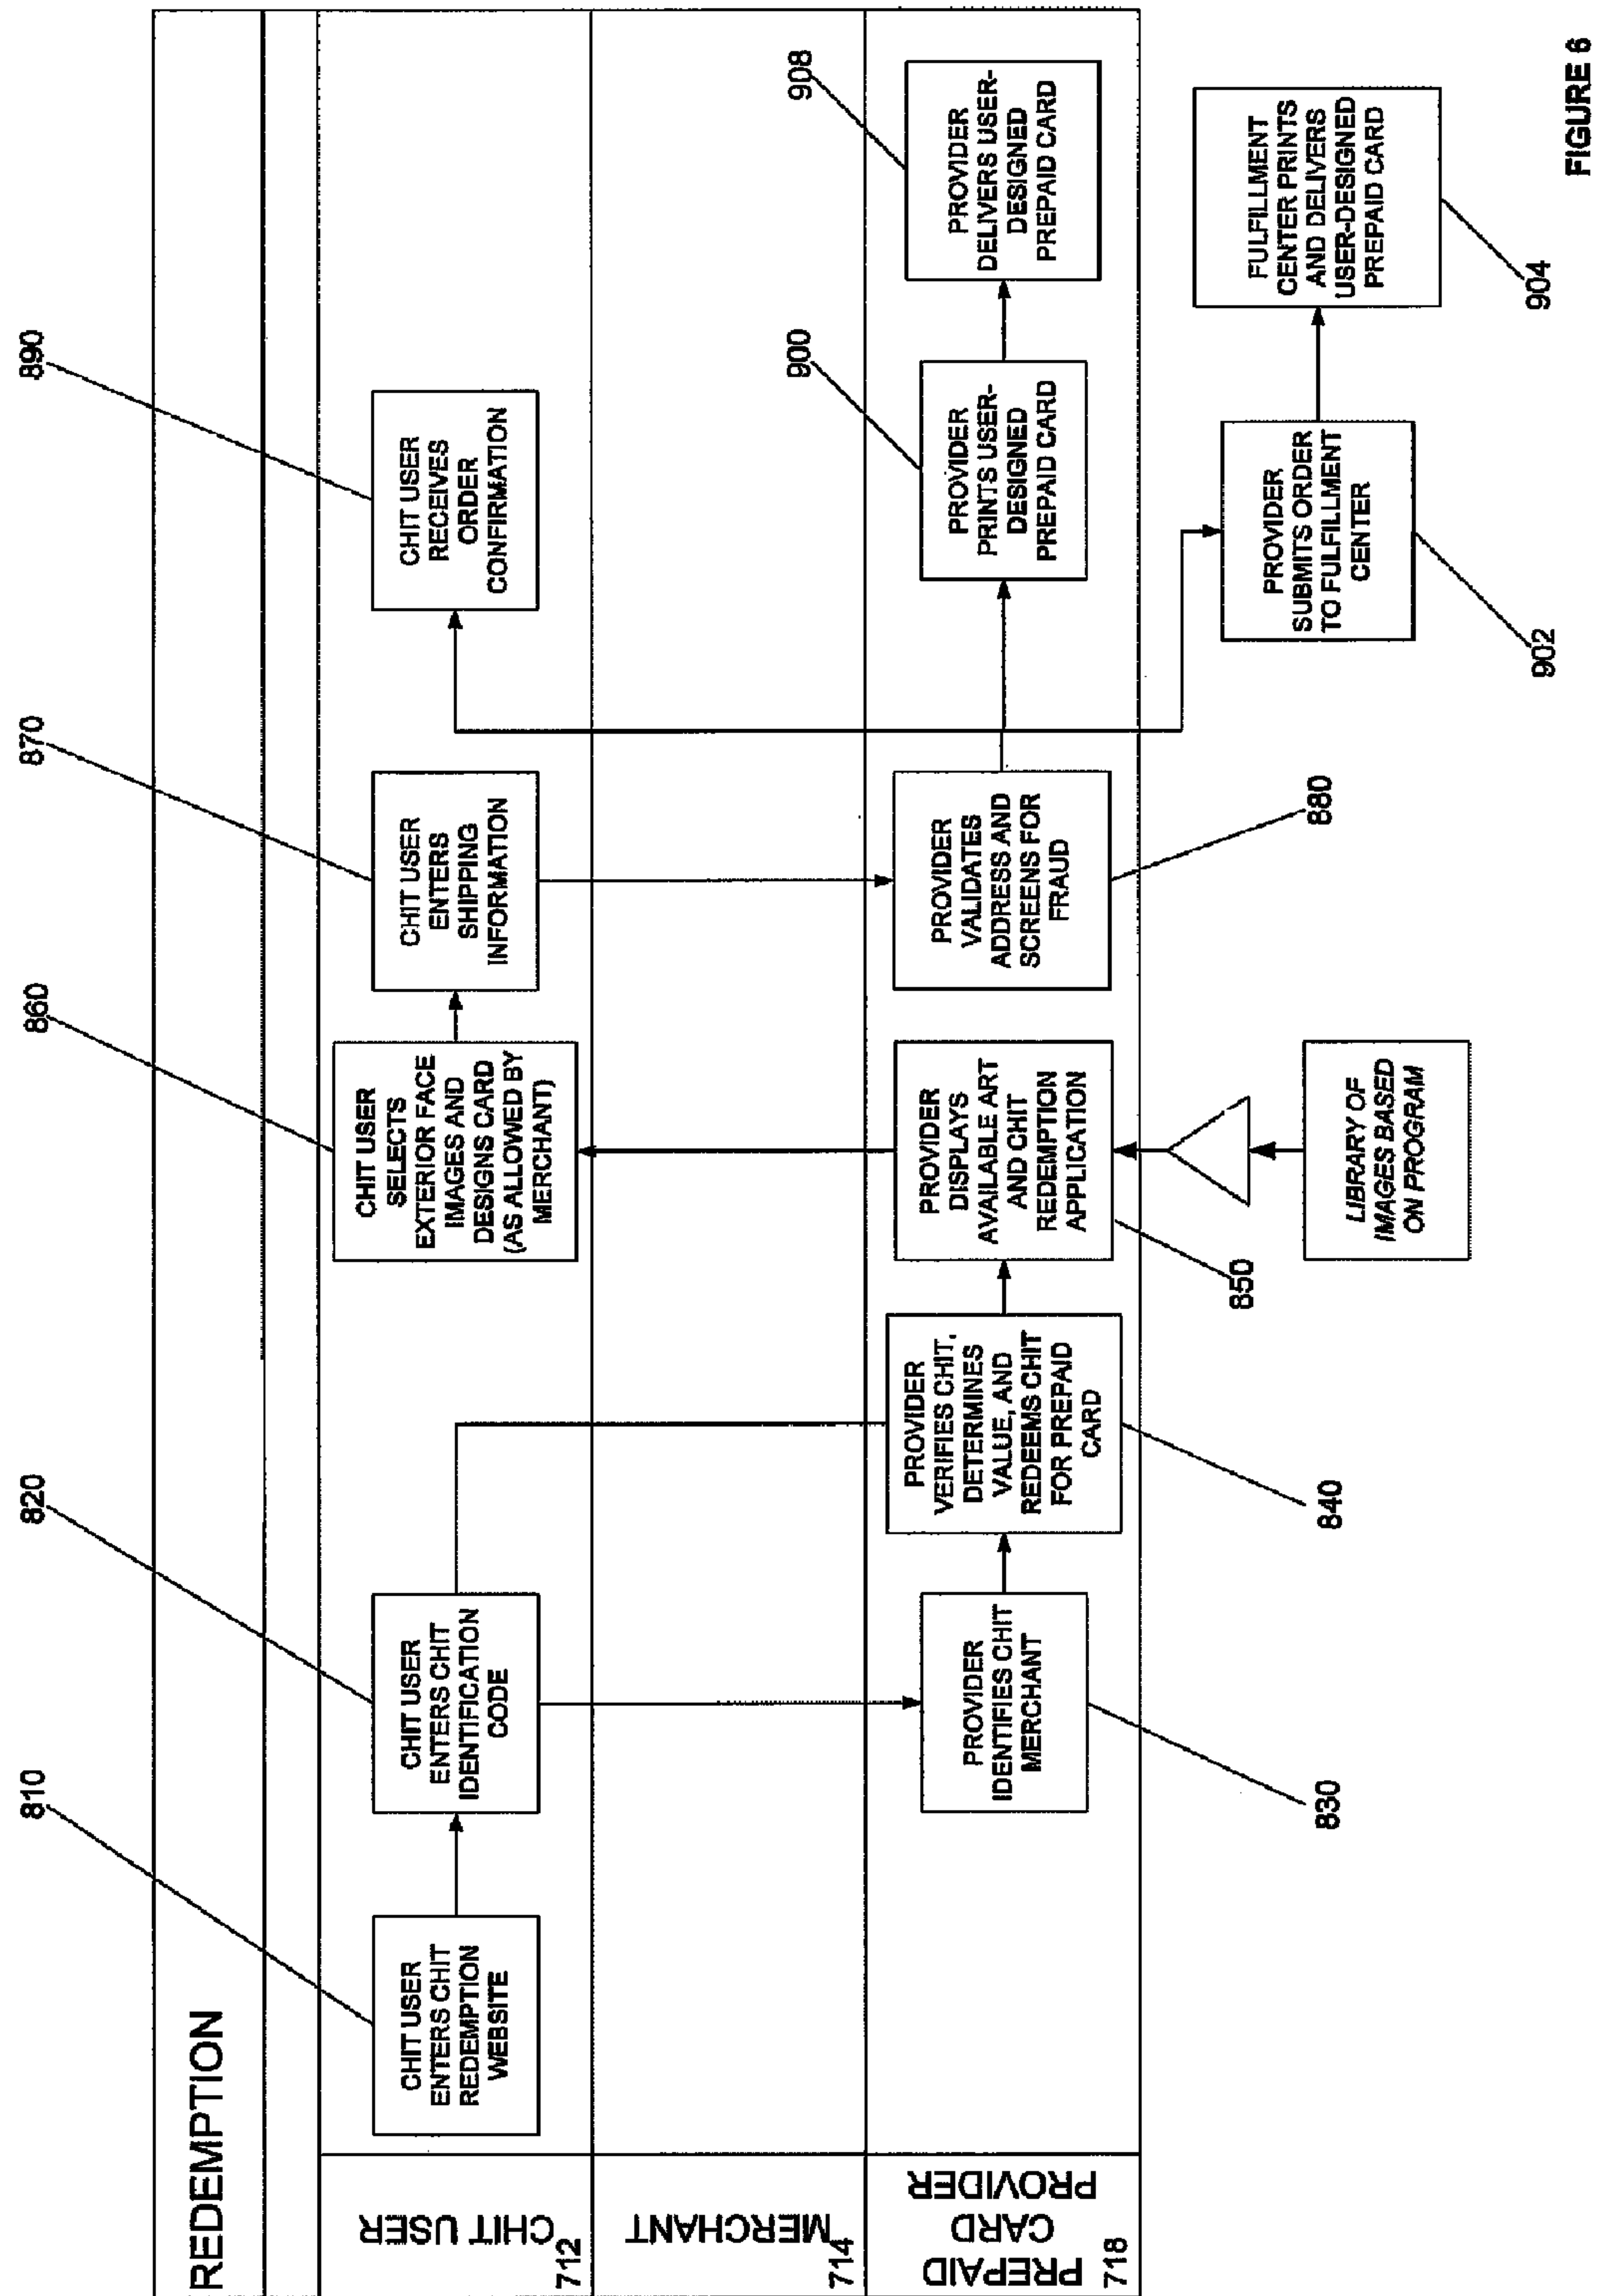 REDEMPTION
810
820
860
870
890
CHIT USER
712
CHIT USER
ENTERS CHIT
REDEMPTION
WEBSITE
CHIT USER
ENTERS CHIT
IDENTIFICATION
CODE
CHIT USER
SELECTS
EXTERIOR FACE
IMAGES AND
DESIGNS CARD
(AS ALLOWED BY
MERCHANT)
CHIT USER
ENTERS
SHIPPING
INFORMATION
CHIT USER
RECEIVES
ORDER
CONFIRMATION
MERCHANT
714
PREPAID
CARD
PROVIDER
718
PROVIDER
IDENTIFIES CHIT
MERCHANT
PROVIDER
VERIFIES CHIT,
DETERMINES
VALUE, AND
REDEEMS CHIT
FOR PREPAID
CARD
PROVIDER
DISPLAYS
AVAILABLE ART
AND CHIT
REDEMPTION
APPLICATION
PROVIDER
VALIDATES
ADDRESS AND
SCREENS FOR
FRAUD
900
PROVIDER
PRINTS USER-
DESIGNED
PREPAID CARD
908
PROVIDER
DELIVERS USER-
DESIGNED
PREPAID CARD
830
840
850
880
LIBRARY OF
IMAGES BASED
ON PROGRAM
PROVIDER
SUBMITS ORDER
TO FULFILLMENT
CENTER
902
FULFILLMENT
CENTER PRINTS
AND DELIVERS
USER-DESIGNED
PREPAID CARD
904
FIGURE 6